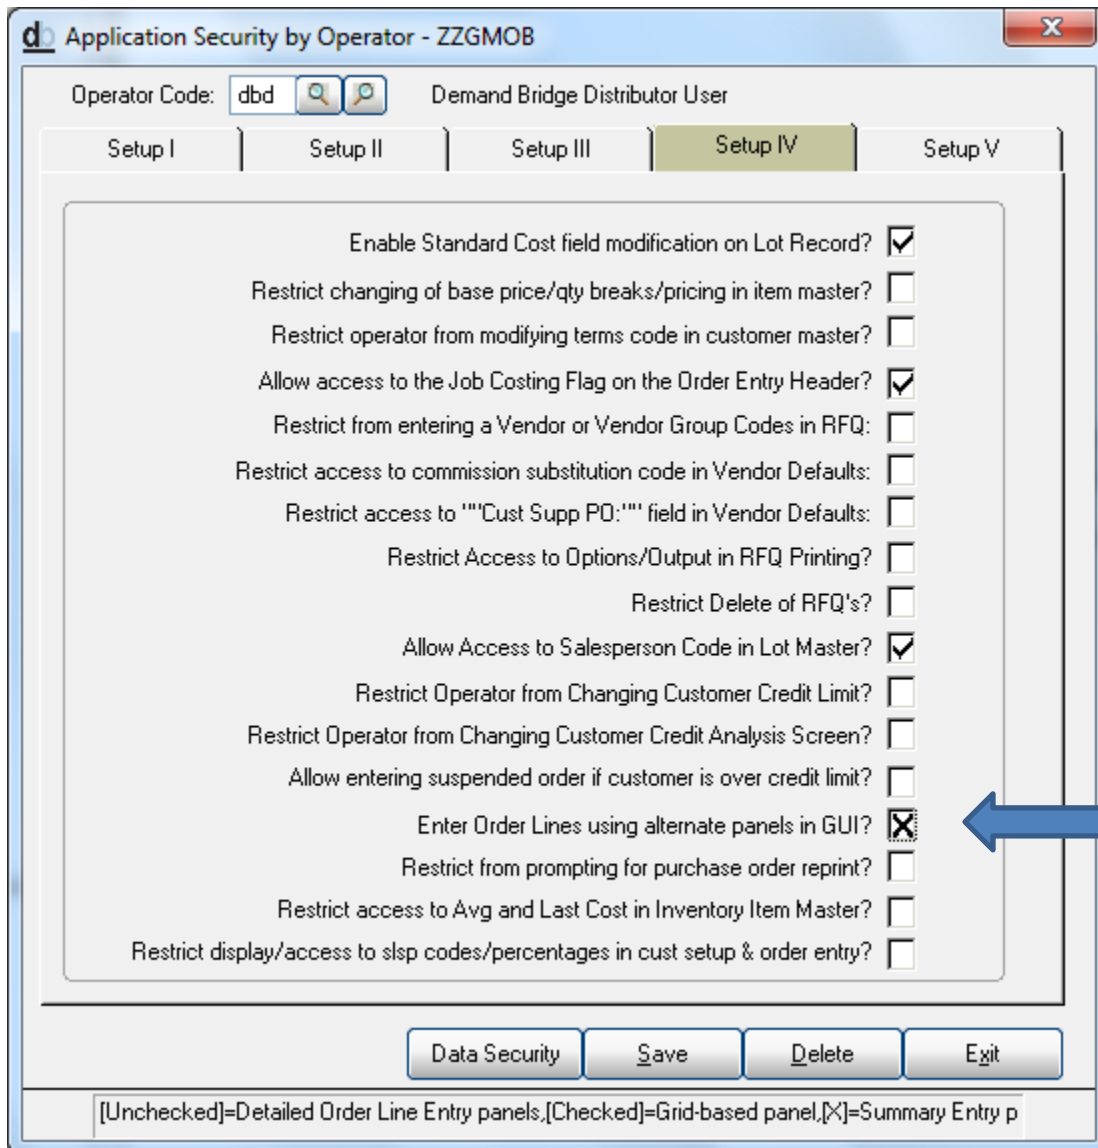 db Application Security by Operator - ZZGMOB
Operator Code: dbd Demand Bridge Distributor User
Setup I Setup II Setup III Setup IV Setup V
Enable Standard Cost field modification on Lot Record?
Restrict changing of base price/qty breaks/pricing in item master?
Restrict operator from modifying terms code in customer master?
Allow access to the Job Costing Flag on the Order Entry Header?
Restrict from entering a Vendor or Vendor Group Codes in RFQ:
Restrict access to commission substitution code in Vendor Defaults:
Restrict access to ""Cust Supp PO:"" field in Vendor Defaults:
Restrict Access to Options/Output in RFQ Printing?
Restrict Delete of RFQ's?
Allow Access to Salesperson Code in Lot Master?
Restrict Operator from Changing Customer Credit Limit?
Restrict Operator from Changing Customer Credit Analysis Screen?
Allow entering suspended order if customer is over credit limit?
Enter Order Lines using alternate panels in GUI?
Restrict from prompting for purchase order reprint?
Restrict access to Avg and Last Cost in Inventory Item Master?
Restrict display/access to slsp codes/percentages in cust setup & order entry?
Data Security Save Delete Exit
[Unchecked]=Detailed Order Line Entry panels,[Checked]=Grid-based panel,[X]=Summary Entry p